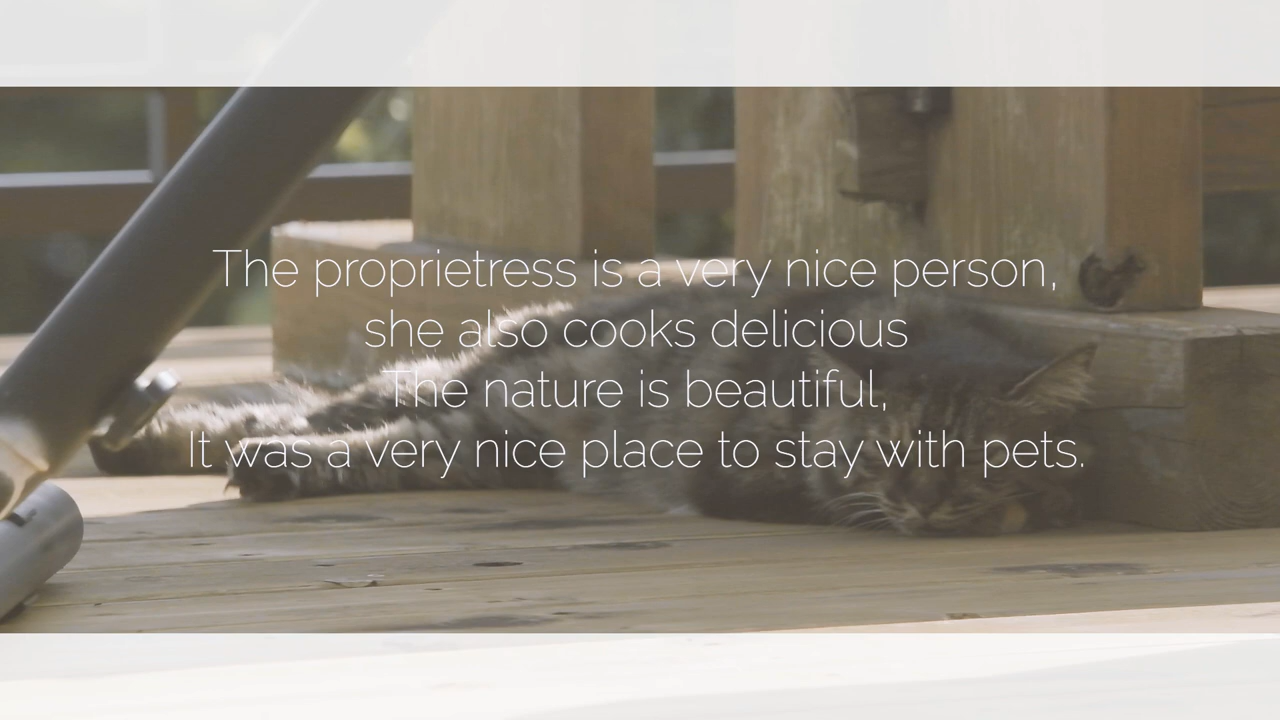 The proprietress is a very nice person,
she also cooks delicious
The nature is beautiful,
It was a very nice place to stay with pets.